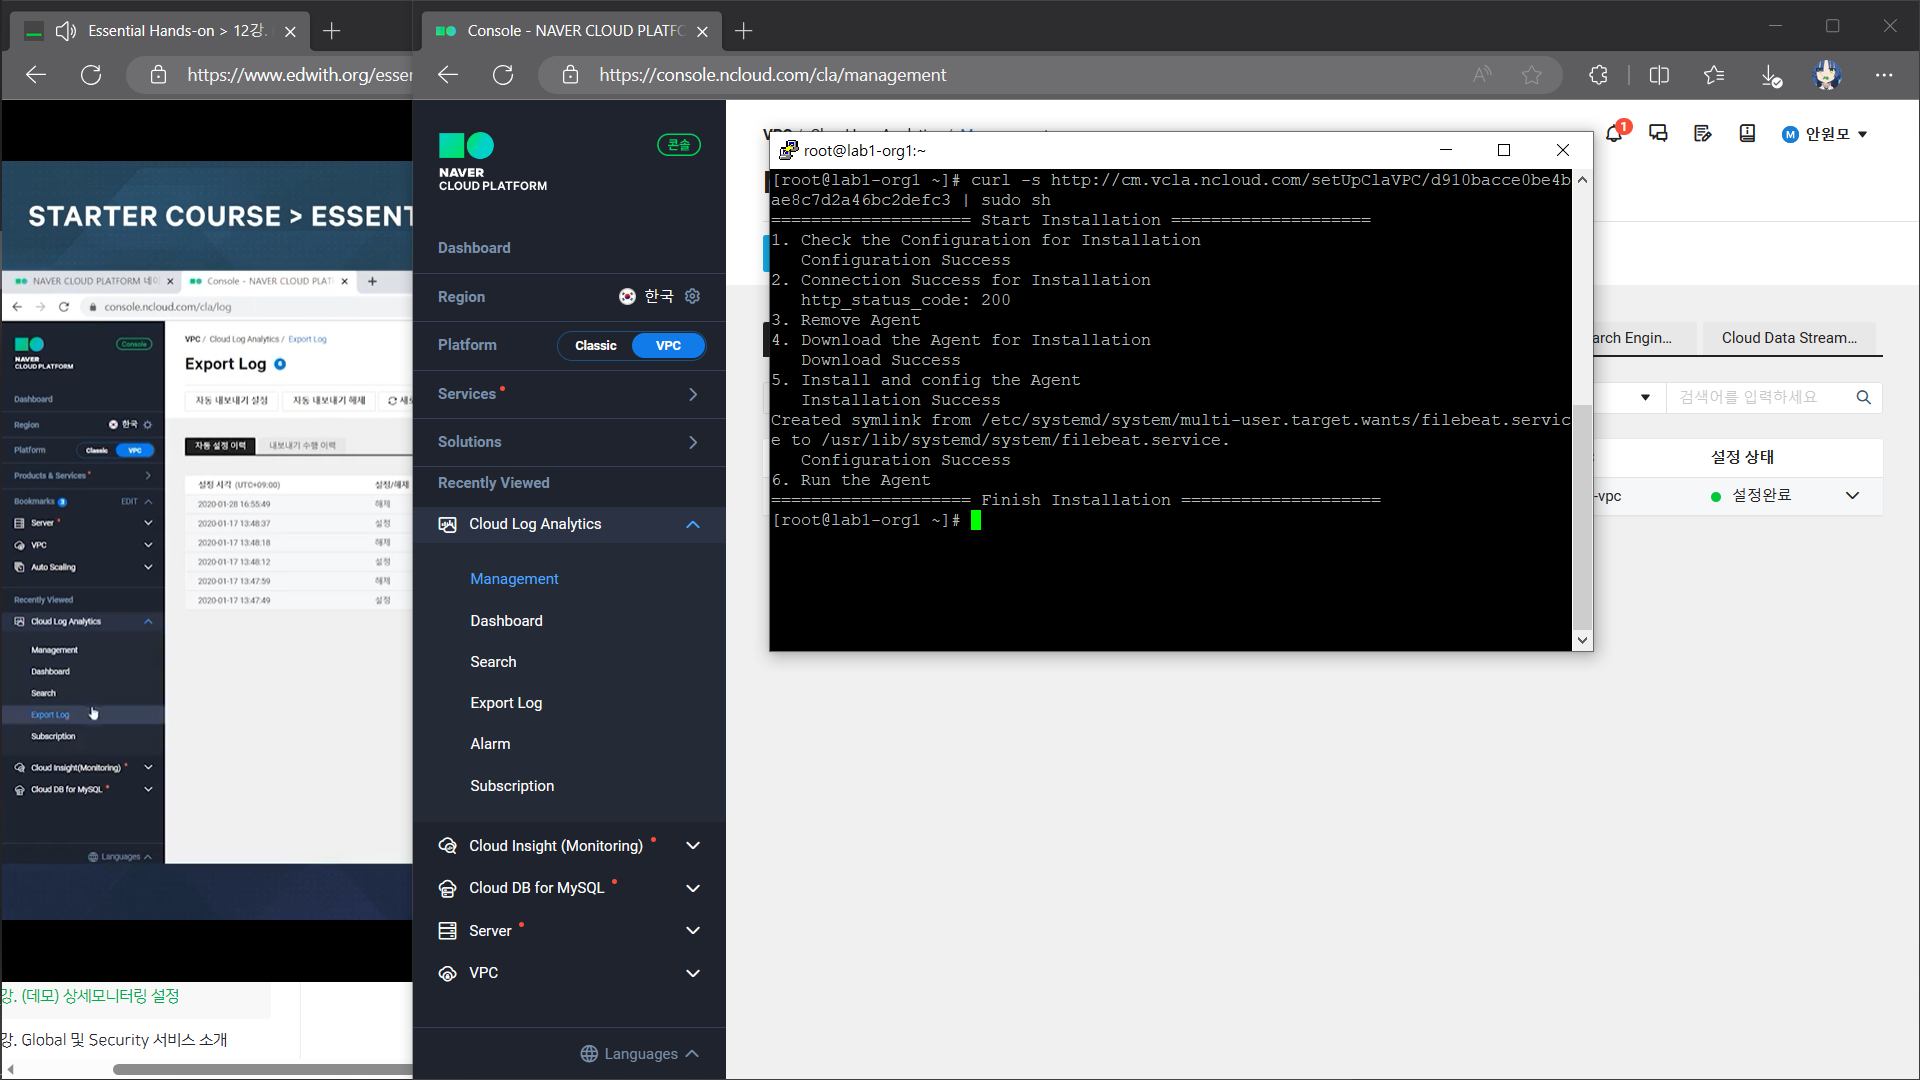 Essential Hands-on > 12강.
https://www.edwith.org/esser
STARTER COURSE > ESSENT
NAVER CLOUD PLATFORM 네이
Console - NAVER CLOUD PLAT
console.ncloud.com/cla/log
Console
NAVER
CLOUD PLATFORM
Dashboard
Region
한국
Platform
Classic
VPC
Products & Services
Bookmarks
EDIT
Server
VPC
Auto Scaling
Recently Viewed
Cloud Log Analytics
Management
Dashboard
Search
Export Log
Subscription
Cloud Insight(Monitoring)
Cloud DB for MySQL
Languages
VPC / Cloud Log Analytics / Export Log
Export Log
자동 내보내기 설정
자동 내보내기 해제
자동 설정 이력
내보내기 수행 이력
설정 시각 (UTC+09:00)
설정/해제
2020-01-28 16:55:49
해제
2020-01-17 13:48:37
설정
2020-01-17 13:48:18
해제
2020-01-17 13:48:12
설정
2020-01-17 13:47:59
해제
2020-01-17 13:47:49
설정
강. (데모) 상세모니터링 설정
강. Global 및 Security 서비스 소개
Console - NAVER CLOUD PLATFC
https://console.ncloud.com/cla/management
NAVER
CLOUD PLATFORM
콘솔
Dashboard
Region
한국
Platform
Classic
VPC
Services
Solutions
Recently Viewed
Cloud Log Analytics
Management
Dashboard
Search
Export Log
Alarm
Subscription
Cloud Insight (Monitoring)
Cloud DB for MySQL
Server
VPC
Languages
1
M 안원모
root@lab1-org1:~
[root@lab1-org1 ~]# curl -s http://cm.vcla.ncloud.com/setUpClaVPC/d910bacce0be4b
ae8c7d2a46bc2defc3 | sudo sh
==================== Start Installation ====================
1. Check the Configuration for Installation
Configuration Success
2. Connection Success for Installation
http_status_code: 200
3. Remove Agent
4. Download the Agent for Installation
Download Success
5. Install and config the Agent
Installation Success
Created symlink from /etc/systemd/system/multi-user.target.wants/filebeat.servic
e to /usr/lib/systemd/system/filebeat.service.
Configuration Success
6. Run the Agent
==================== Finish Installation ====================
[root@lab1-org1 ~]#
arch Engin...
Cloud Data Stream...
검색어를 입력하세요
설정 상태
-vpc
설정완료